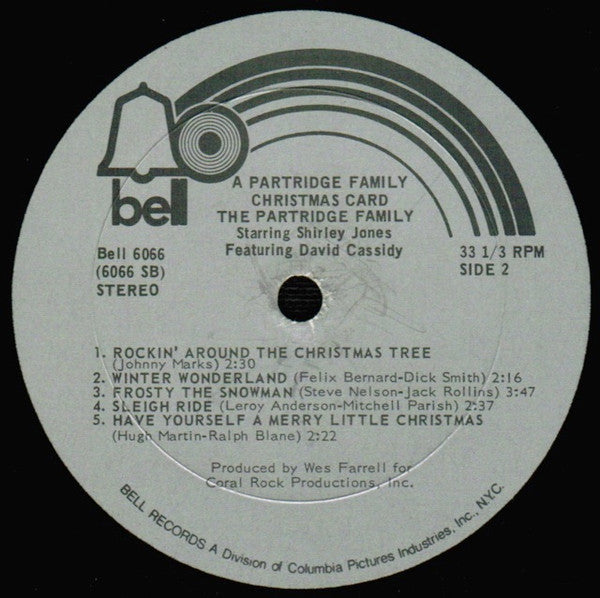 bell
A PARTRIDGE FAMILY
CHRISTMAS CARD
THE PARTRIDGE FAMILY
Starring Shirley Jones
Featuring David Cassidy
Bell 6066
(6066 SB)
STEREO
33 1/3 RPM
SIDE 2
1. ROCKIN' AROUND THE CHRISTMAS TREE
(Johnny Marks) 2:30
2. WINTER WONDERLAND (Felix Bernard-Dick Smith) 2:16
3. FROSTY THE SNOWMAN (Steve Nelson-Jack Rollins) 3:47
4. SLEIGH RIDE (Leroy Anderson-Mitchell Parish) 2:37
5. HAVE YOURSELF A MERRY LITTLE CHRISTMAS
(Hugh Martin-Ralph Blane) 2:22
Produced by Wes Farrell for
Coral Rock Productions, Inc.
BELL RECORDS A Division of Columbia Pictures Industries, Inc., N.Y.C.